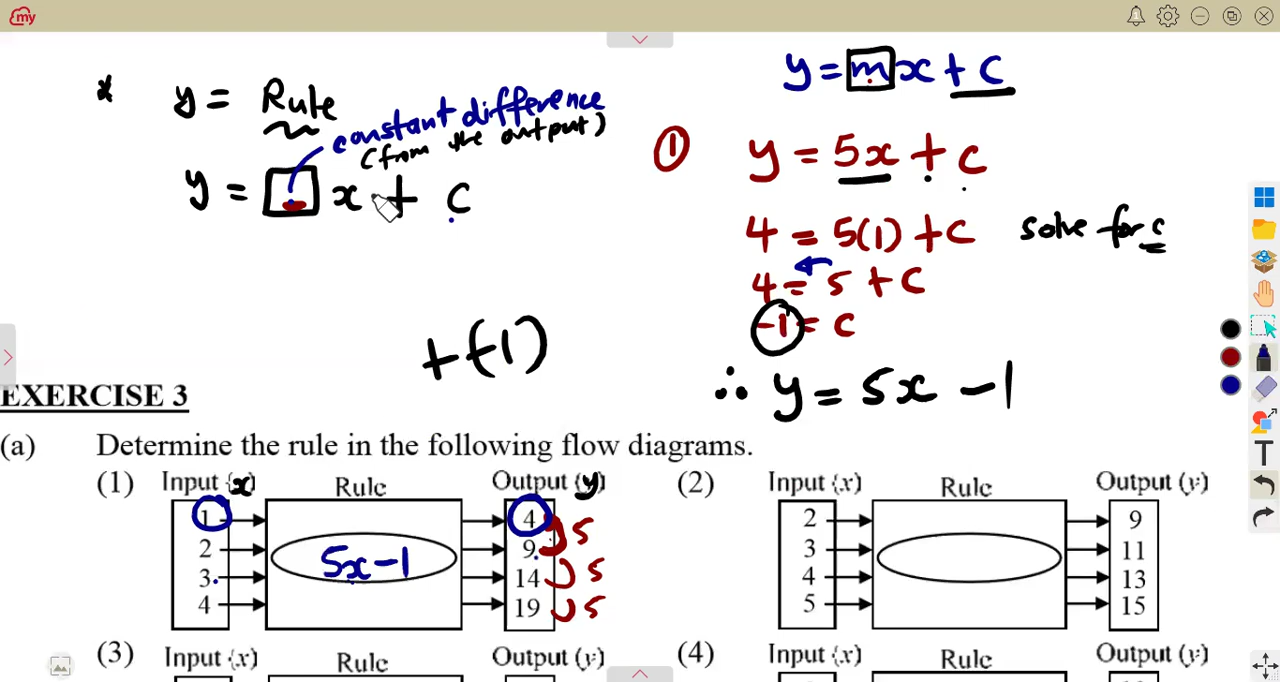 my
* y = Rule
constant difference
(from the output)
y = x + c
y = mx + c
① y = 5x + c
4 = 5(1) + c solve for c
4 = 5 + c
-1 = c
+(-1)
∴ y = 5x - 1
EXERCISE 3
(a) Determine the rule in the following flow diagrams.
(1) Input (x) Rule Output (y)
1 4
5
2 9
5x - 1
3 14 5
4 19 5
(2) Input (x) Rule Output (y)
2 9
3 11
4 13
5 15
(3) Input (x) Rule Output (y)
(4) Input (x) Rule Output (y)
T